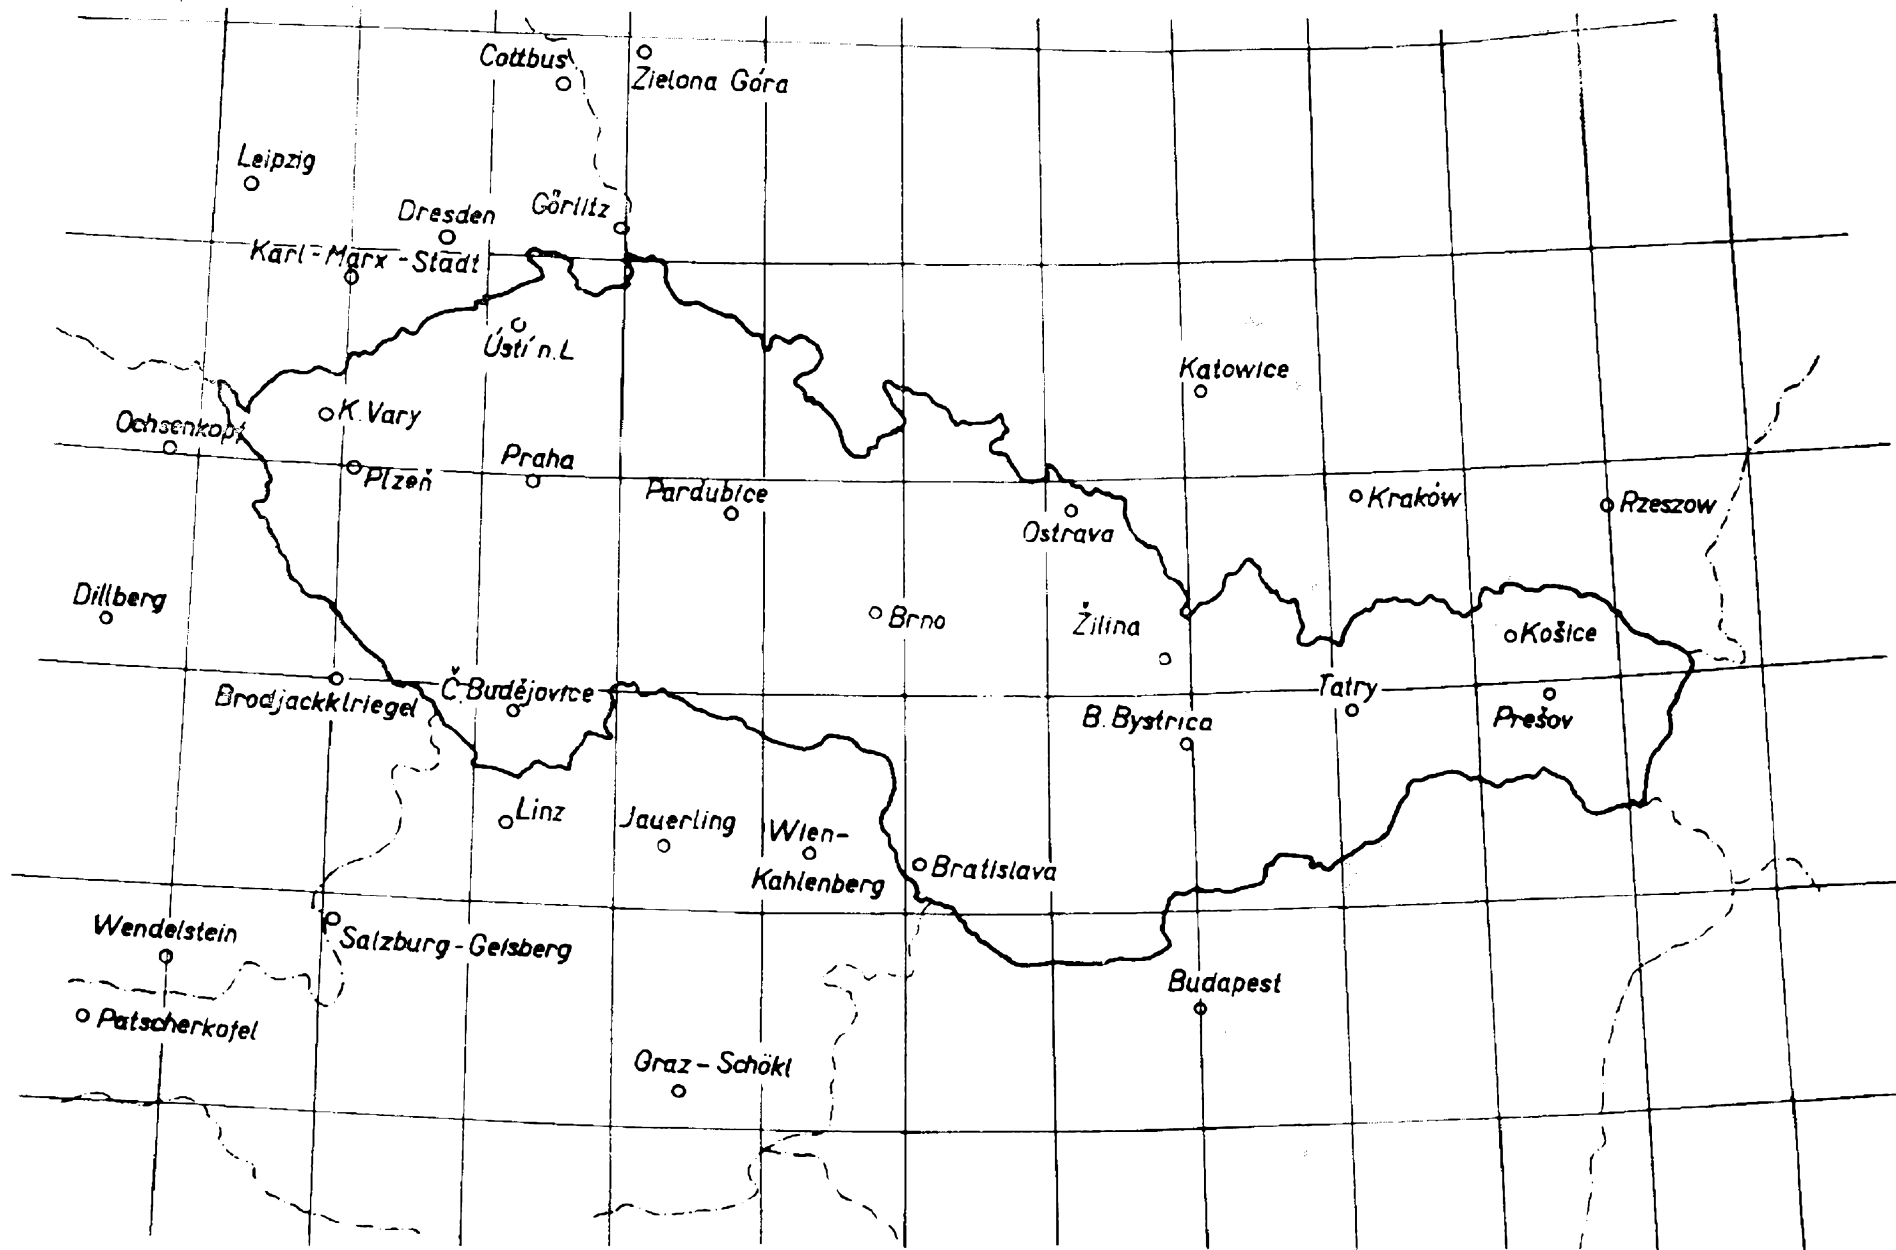 Cottbus
Zielona Góra
Leipzig
Dresden
Görlitz
Karl-Marx-Stadt
Ústí n. L
Katowice
K. Vary
Ochsenkopf
Praha
Plzeň
Pardubice
Kraków
Rzeszow
Ostrava
Dillberg
Brno
Žilina
Košice
Brodjackklriegel
Č. Budějovice
Tatry
B. Bystrica
Prešov
Linz
Jauerling
Wien-
Kahlenberg
Bratislava
Wendelstein
Salzburg-Geisberg
Budapest
Patscherkofel
Graz-Schökl